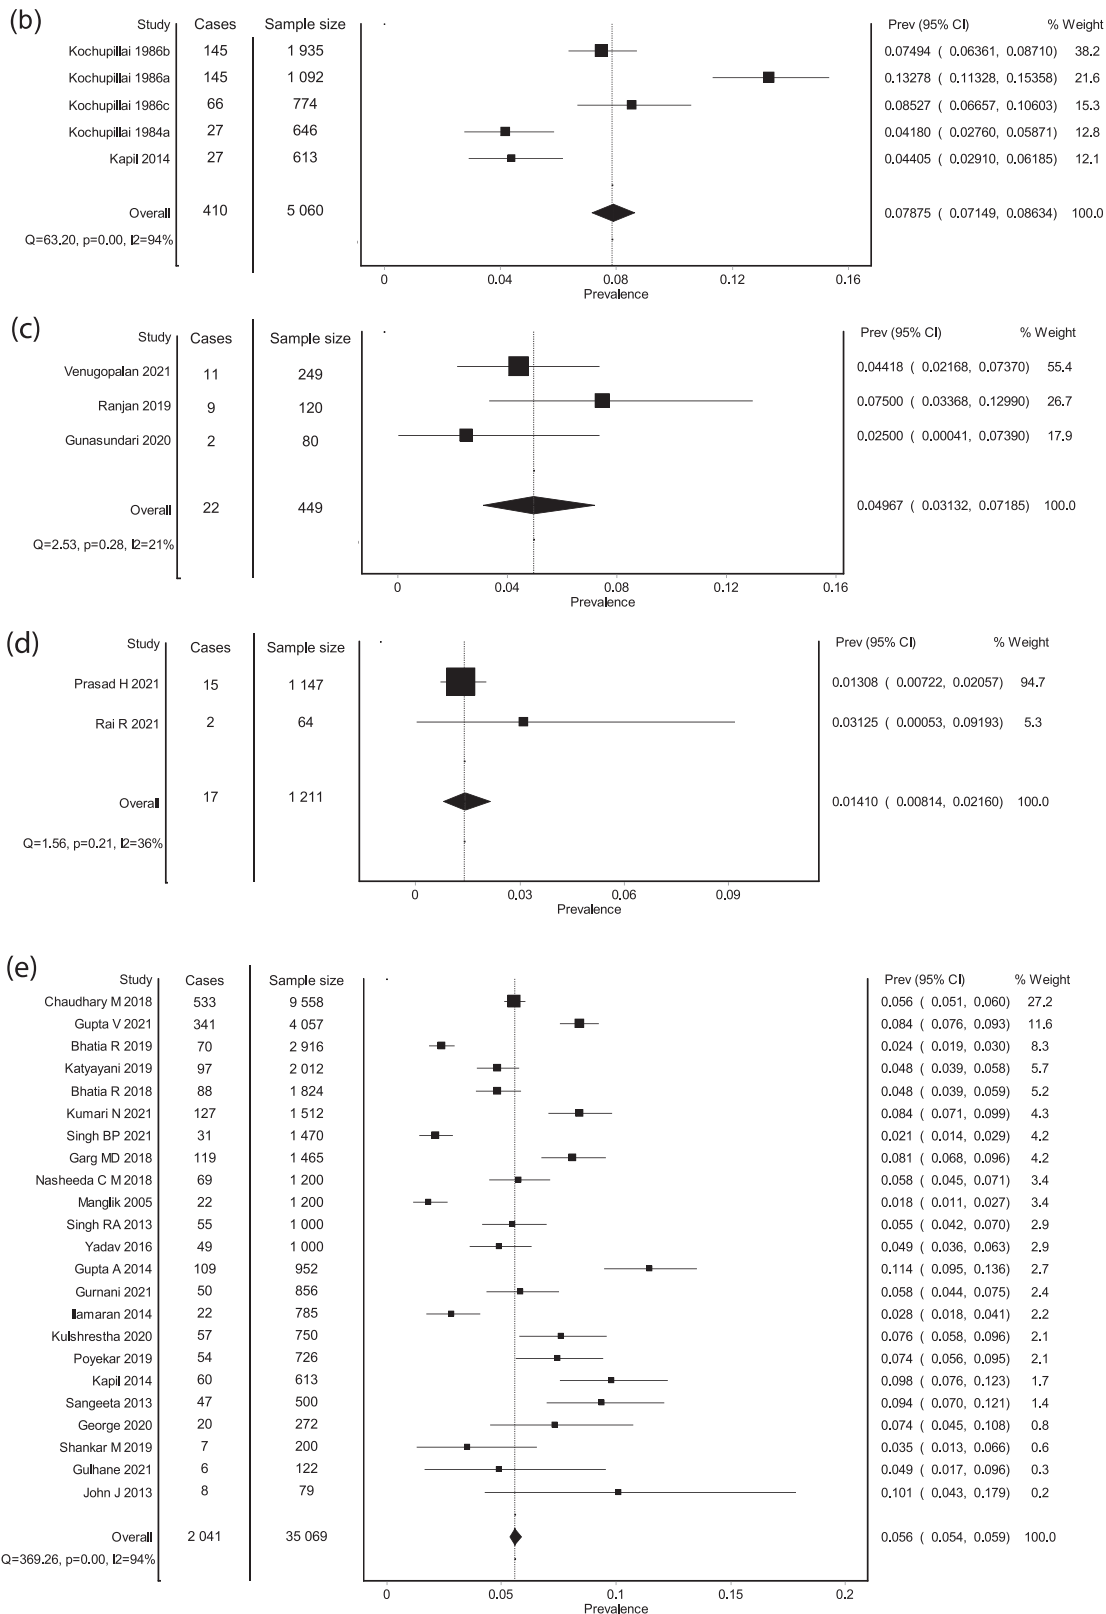 (b)
Study Cases Sample size Prev (95% CI) % Weight
Kochupillai 1986b 145 1 935 0.07494 ( 0.06361, 0.08710) 38.2
Kochupillai 1986a 145 1 092 0.13278 ( 0.11328, 0.15358) 21.6
Kochupillai 1986c 66 774 0.08527 ( 0.06657, 0.10603) 15.3
Kochupillai 1984a 27 646 0.04180 ( 0.02760, 0.05871) 12.8
Kapil 2014 27 613 0.04405 ( 0.02910, 0.06185) 12.1
Overall 410 5 060 0.07875 ( 0.07149, 0.08634) 100.0
Q=63.20, p=0.00, I2=94%
0 0.04 0.08 0.12 0.16
Prevalence
(c)
Study Cases Sample size Prev (95% CI) % Weight
Venugopalan 2021 11 249 0.04418 ( 0.02168, 0.07370) 55.4
Ranjan 2019 9 120 0.07500 ( 0.03368, 0.12990) 26.7
Gunasundari 2020 2 80 0.02500 ( 0.00041, 0.07390) 17.9
Overall 22 449 0.04967 ( 0.03132, 0.07185) 100.0
Q=2.53, p=0.28, I2=21%
0 0.04 0.08 0.12 0.16
Prevalence
(d)
Study Cases Sample size Prev (95% CI) % Weight
Prasad H 2021 15 1 147 0.01308 ( 0.00722, 0.02057) 94.7
Rai R 2021 2 64 0.03125 ( 0.00053, 0.09193) 5.3
Overall 17 1 211 0.01410 ( 0.00814, 0.02160) 100.0
Q=1.56, p=0.21, I2=36%
0 0.03 0.06 0.09
Prevalence
(e)
Study Cases Sample size Prev (95% CI) % Weight
Chaudhary M 2018 533 9 558 0.056 ( 0.051, 0.060) 27.2
Gupta V 2021 341 4 057 0.084 ( 0.076, 0.093) 11.6
Bhatia R 2019 70 2 916 0.024 ( 0.019, 0.030) 8.3
Katyayani 2019 97 2 012 0.048 ( 0.039, 0.058) 5.7
Bhatia R 2018 88 1 824 0.048 ( 0.039, 0.059) 5.2
Kumari N 2021 127 1 512 0.084 ( 0.071, 0.099) 4.3
Singh BP 2021 31 1 470 0.021 ( 0.014, 0.029) 4.2
Garg MD 2018 119 1 465 0.081 ( 0.068, 0.096) 4.2
Nasheeda C M 2018 69 1 200 0.058 ( 0.045, 0.071) 3.4
Manglik 2005 22 1 200 0.018 ( 0.011, 0.027) 3.4
Singh RA 2013 55 1 000 0.055 ( 0.042, 0.070) 2.9
Yadav 2016 49 1 000 0.049 ( 0.036, 0.063) 2.9
Gupta A 2014 109 952 0.114 ( 0.095, 0.136) 2.7
Gurnani 2021 50 856 0.058 ( 0.044, 0.075) 2.4
Ilamaran 2014 22 785 0.028 ( 0.018, 0.041) 2.2
Kulshrestha 2020 57 750 0.076 ( 0.058, 0.096) 2.1
Poyekar 2019 54 726 0.074 ( 0.056, 0.095) 2.1
Kapil 2014 60 613 0.098 ( 0.076, 0.123) 1.7
Sangeeta 2013 47 500 0.094 ( 0.070, 0.121) 1.4
George 2020 20 272 0.074 ( 0.045, 0.108) 0.8
Shankar M 2019 7 200 0.035 ( 0.013, 0.066) 0.6
Gulhane 2021 6 122 0.049 ( 0.017, 0.096) 0.3
John J 2013 8 79 0.101 ( 0.043, 0.179) 0.2
Overall 2 041 35 069 0.056 ( 0.054, 0.059) 100.0
Q=369.26, p=0.00, I2=94%
0 0.05 0.1 0.15 0.2
Prevalence